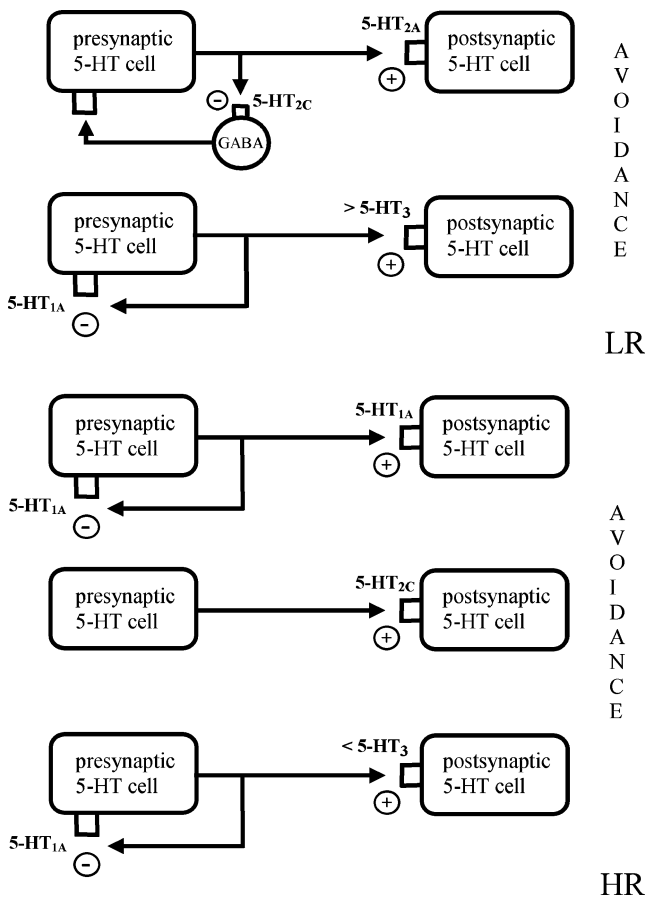 presynaptic
5-HT cell
5-HT2A
+
postsynaptic
5-HT cell
-
5-HT2C
GABA
presynaptic
5-HT cell
> 5-HT3
+
postsynaptic
5-HT cell
5-HT1A
-
AVOIDANCE
LR
presynaptic
5-HT cell
5-HT1A
+
postsynaptic
5-HT cell
5-HT1A
-
presynaptic
5-HT cell
5-HT2C
+
postsynaptic
5-HT cell
presynaptic
5-HT cell
< 5-HT3
+
postsynaptic
5-HT cell
5-HT1A
-
AVOIDANCE
HR